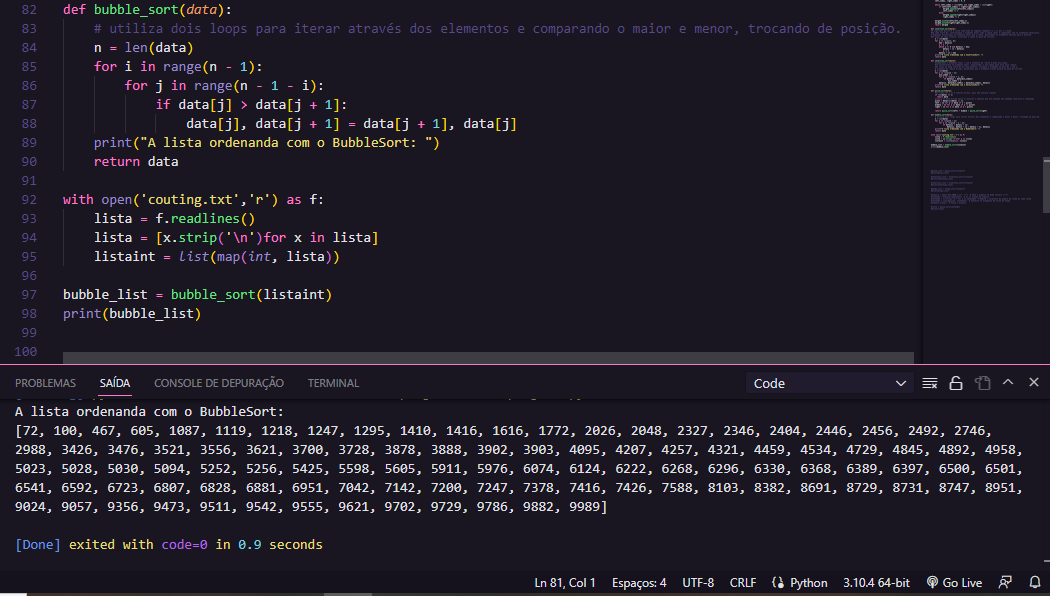 82 def bubble_sort(data):
83 # utiliza dois loops para iterar através dos elementos e comparando o maior e menor, trocando de posição.
84 n = len(data)
85 for i in range(n - 1):
86 for j in range(n - 1 - i):
87 if data[j] > data[j + 1]:
88 data[j], data[j + 1] = data[j + 1], data[j]
89 print("A lista ordenanda com o BubbleSort: ")
90 return data
91
92 with open('couting.txt','r') as f:
93 lista = f.readlines()
94 lista = [x.strip('\n')for x in lista]
95 listaint = list(map(int, lista))
96
97 bubble_list = bubble_sort(listaint)
98 print(bubble_list)
99
100
PROBLEMAS SAÍDA CONSOLE DE DEPURAÇÃO TERMINAL Code
A lista ordenanda com o BubbleSort:
[72, 100, 467, 605, 1087, 1119, 1218, 1247, 1295, 1410, 1416, 1616, 1772, 2026, 2048, 2327, 2346, 2404, 2446, 2456, 2492, 2746,
2988, 3426, 3476, 3521, 3556, 3621, 3700, 3728, 3878, 3888, 3902, 3903, 4095, 4207, 4257, 4321, 4459, 4534, 4729, 4845, 4892, 4958,
5023, 5028, 5030, 5094, 5252, 5256, 5425, 5598, 5605, 5911, 5976, 6074, 6124, 6222, 6268, 6296, 6330, 6368, 6389, 6397, 6500, 6501,
6541, 6592, 6723, 6807, 6828, 6881, 6951, 7042, 7142, 7200, 7247, 7378, 7416, 7426, 7588, 8103, 8382, 8691, 8729, 8731, 8747, 8951,
9024, 9057, 9356, 9473, 9511, 9542, 9555, 9621, 9702, 9729, 9786, 9882, 9989]
[Done] exited with code=0 in 0.9 seconds
Ln 81, Col 1 Espaços: 4 UTF-8 CRLF Python 3.10.4 64-bit Go Live